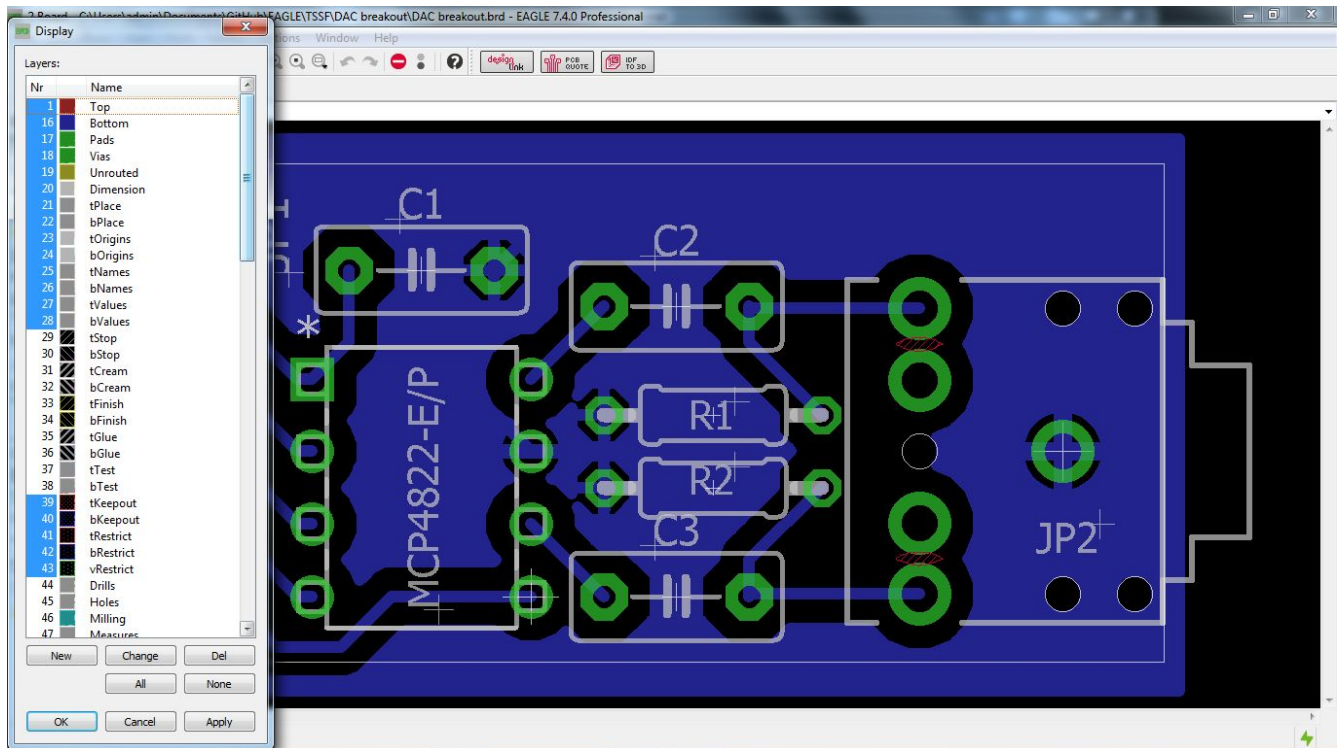 2 Board - C:\Users\admin\Documents\GitHub\EAGLE\TSSF\DAC breakout\DAC breakout.brd - EAGLE 7.4.0 Professional
Display
Window Help
designlink
PCB QUOTE
IDF TO 3D
Layers:
Nr Name
1 Top
16 Bottom
17 Pads
18 Vias
19 Unrouted
20 Dimension
21 tPlace
22 bPlace
23 tOrigins
24 bOrigins
25 tNames
26 bNames
27 tValues
28 bValues
29 tStop
30 bStop
31 tCream
32 bCream
33 tFinish
34 bFinish
35 tGlue
36 bGlue
37 tTest
38 bTest
39 tKeepout
40 bKeepout
41 tRestrict
42 bRestrict
43 vRestrict
44 Drills
45 Holes
46 Milling
47 Measures
New Change Del
All None
OK Cancel Apply
C1
C2
*
MCP4822-E/P
R1
R2
C3
JP2